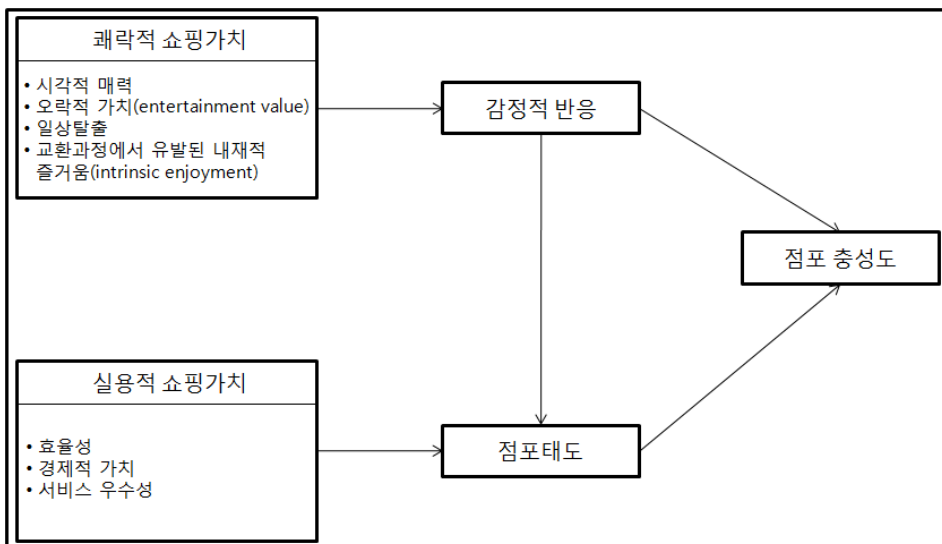 쾌락적 쇼핑가치
• 시각적 매력
• 오락적 가치(entertainment value)
• 일상탈출
• 교환과정에서 유발된 내재적
즐거움(intrinsic enjoyment)
감정적 반응
점포 충성도
실용적 쇼핑가치
• 효율성
• 경제적 가치
• 서비스 우수성
점포태도